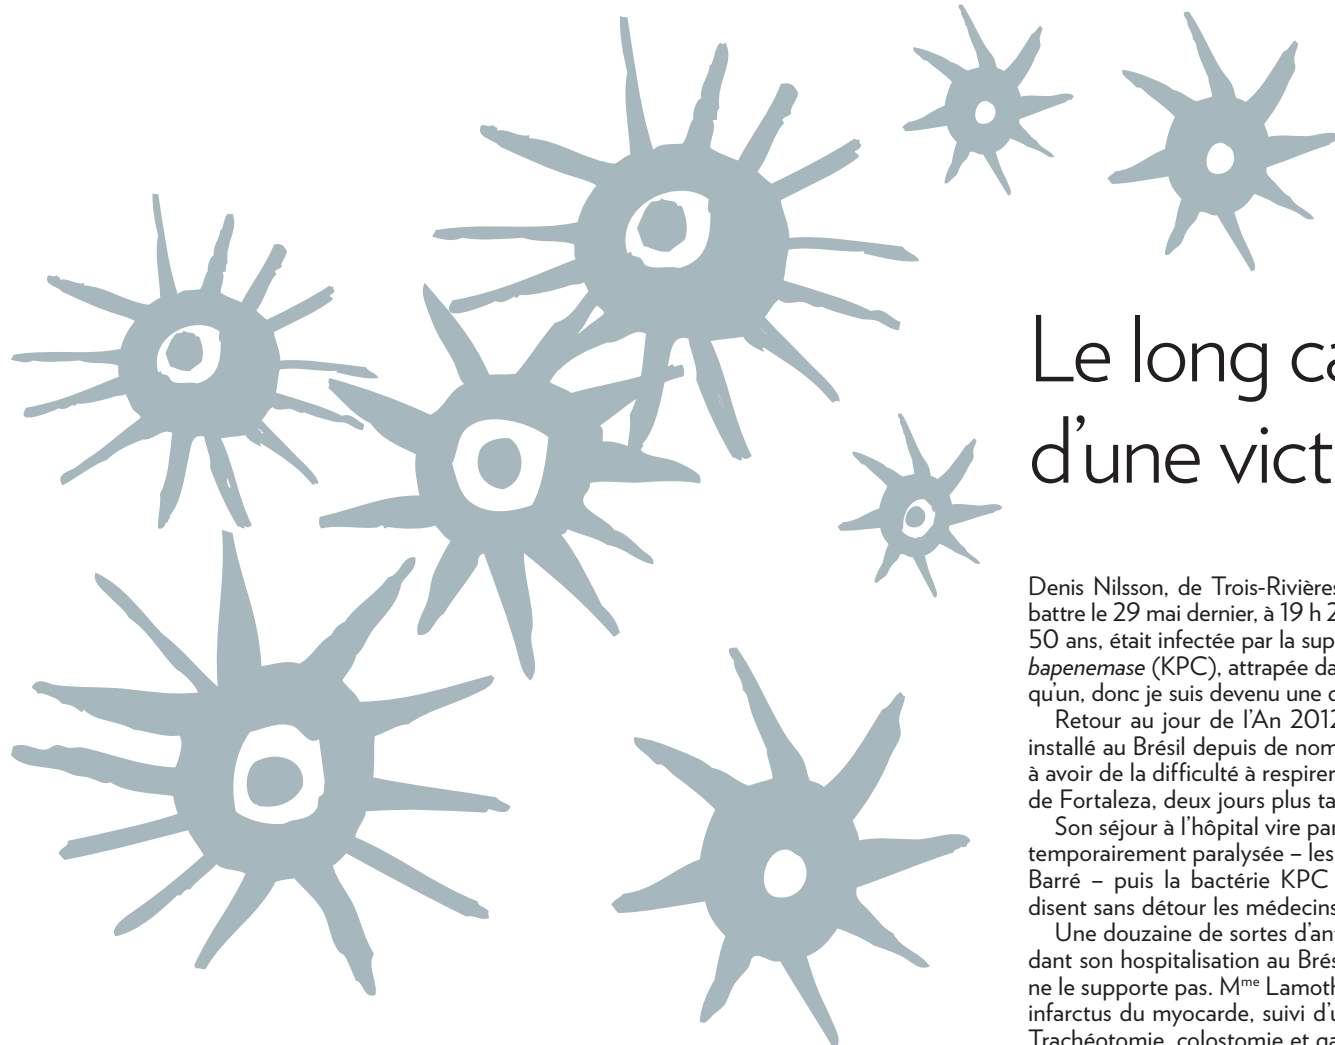 Le long ca
d’une vict
Denis Nilsson, de Trois-Rivières
battre le 29 mai dernier, à 19 h 2
50 ans, était infectée par la sup
bapenemase (KPC), attrapée da
qu’un, donc je suis devenu une c
Retour au jour de l’An 2012
installé au Brésil depuis de nom
à avoir de la difficulté à respirer
de Fortaleza, deux jours plus ta
Son séjour à l’hôpital vire par
temporairement paralysée – les
Barré – puis la bactérie KPC
disent sans détour les médecins
Une douzaine de sortes d’ant
dant son hospitalisation au Brés
ne le supporte pas. Mme Lamoth
infarctus du myocarde, suivi d’u
Trachéotomie, colostomie et ga